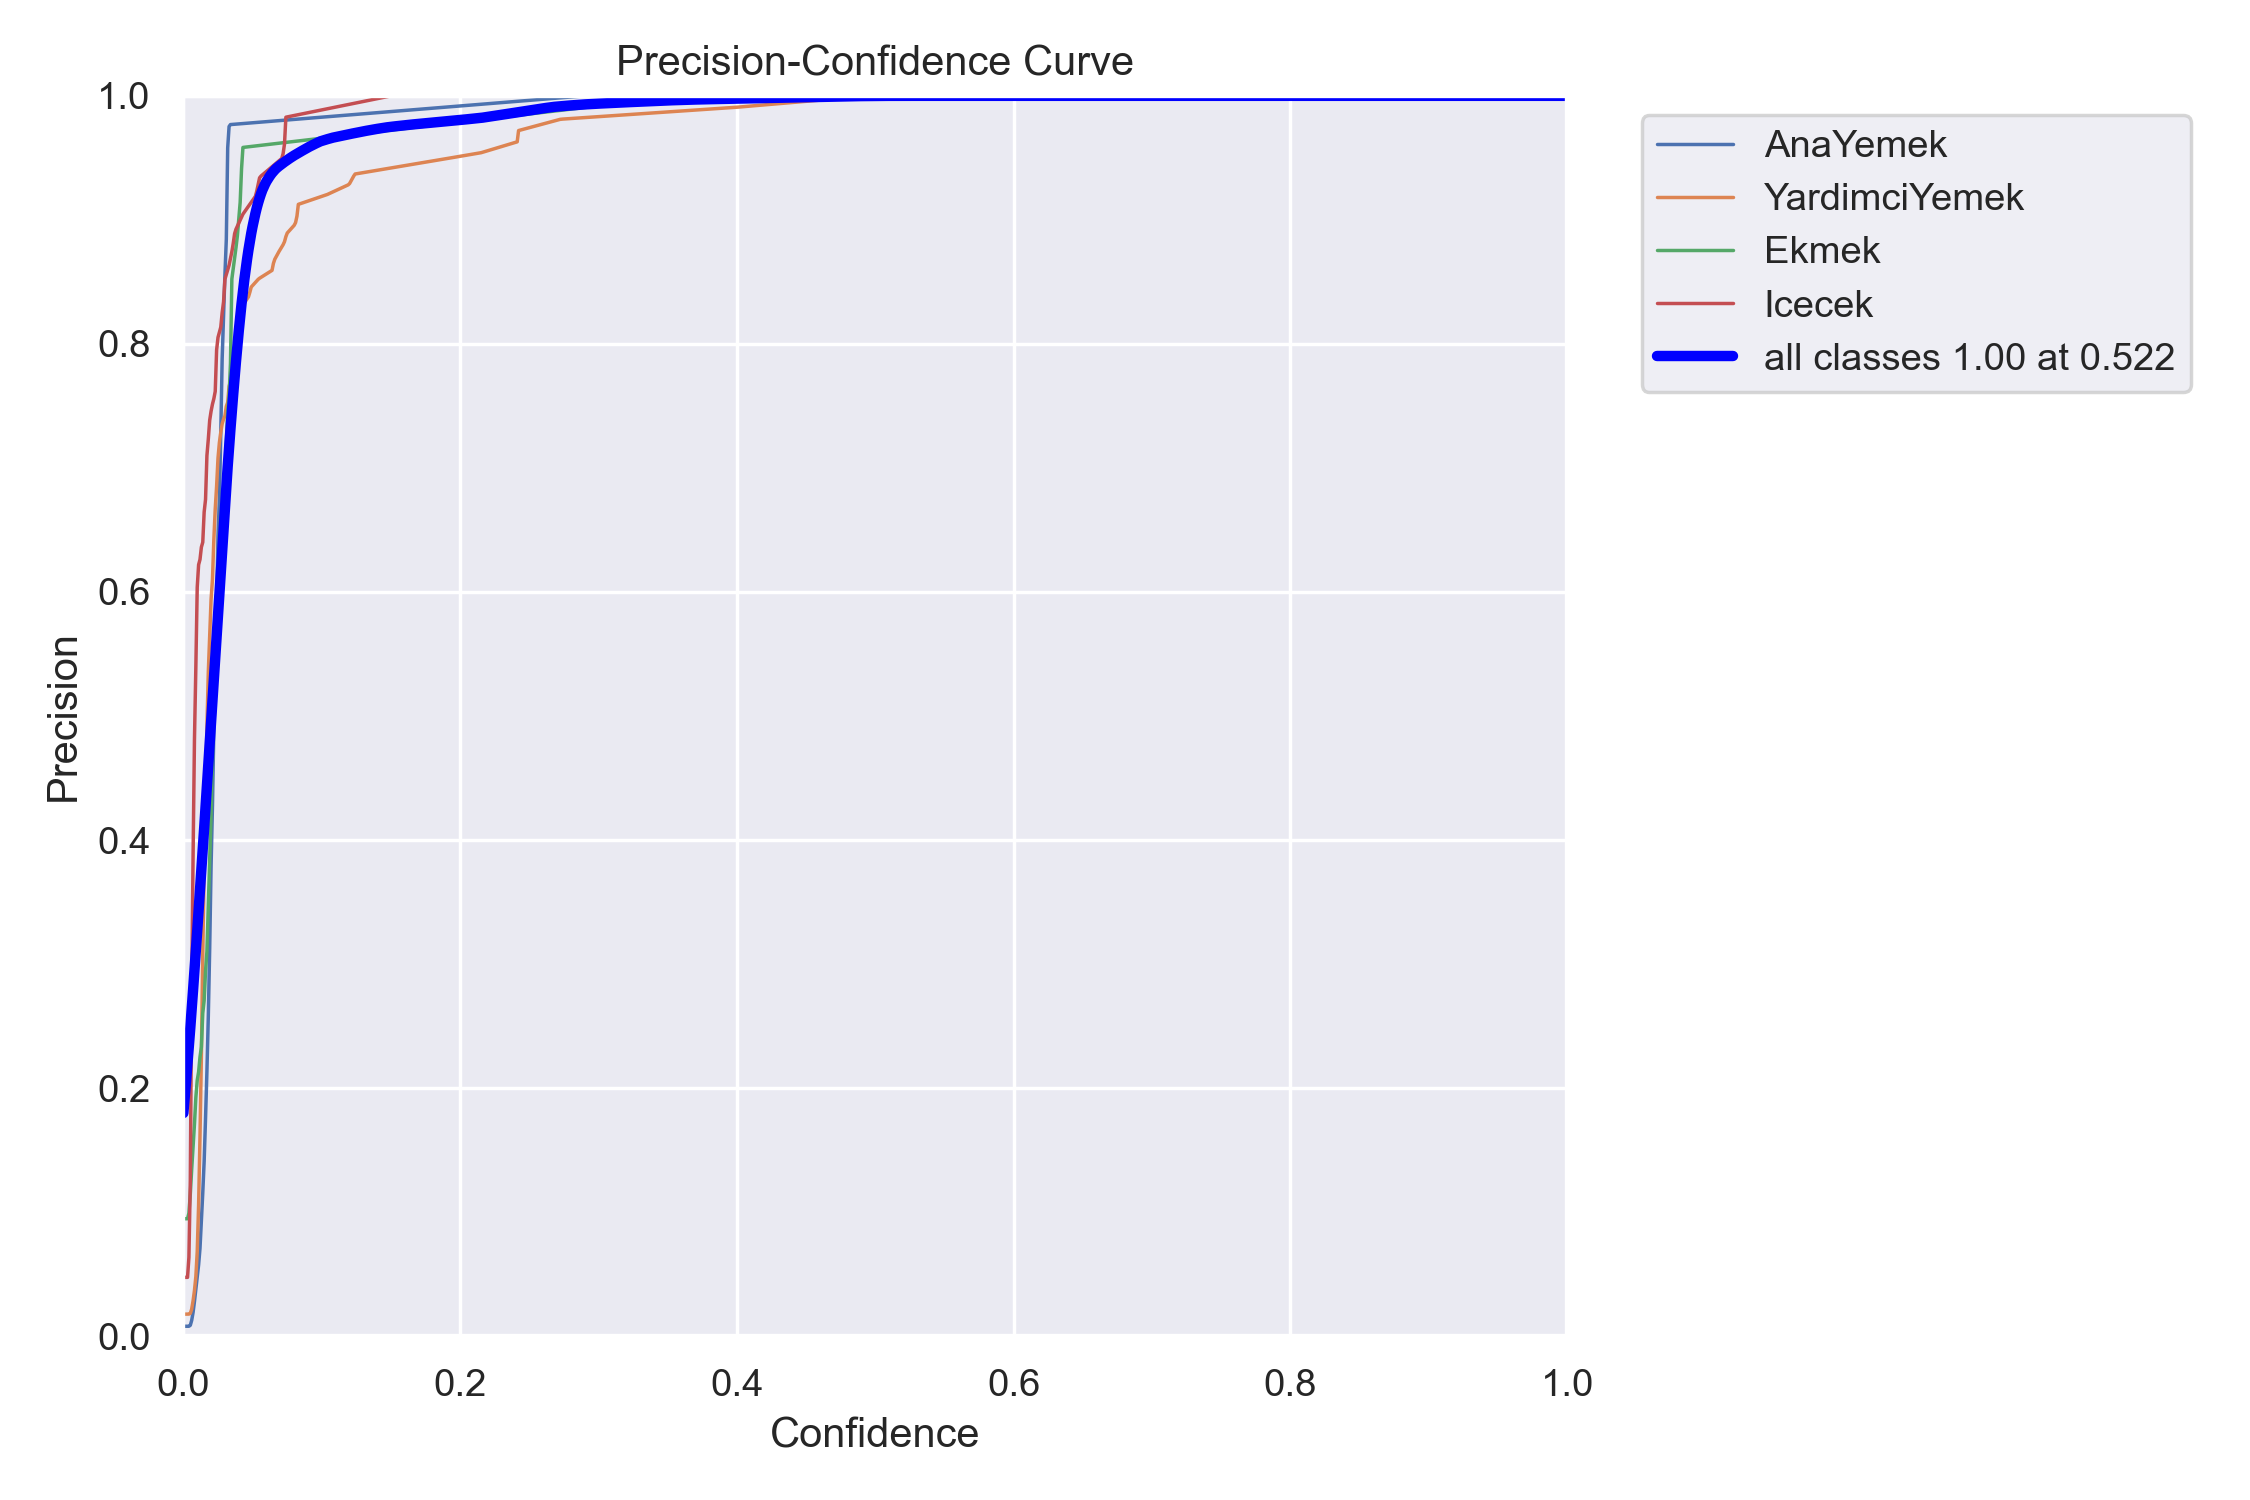 Precision-Confidence Curve
1.0
0.8
0.6
0.4
0.2
0.0
Precision
0.0 0.2 0.4 0.6 0.8 1.0
Confidence
AnaYemek
YardimciYemek
Ekmek
Icecek
all classes 1.00 at 0.522